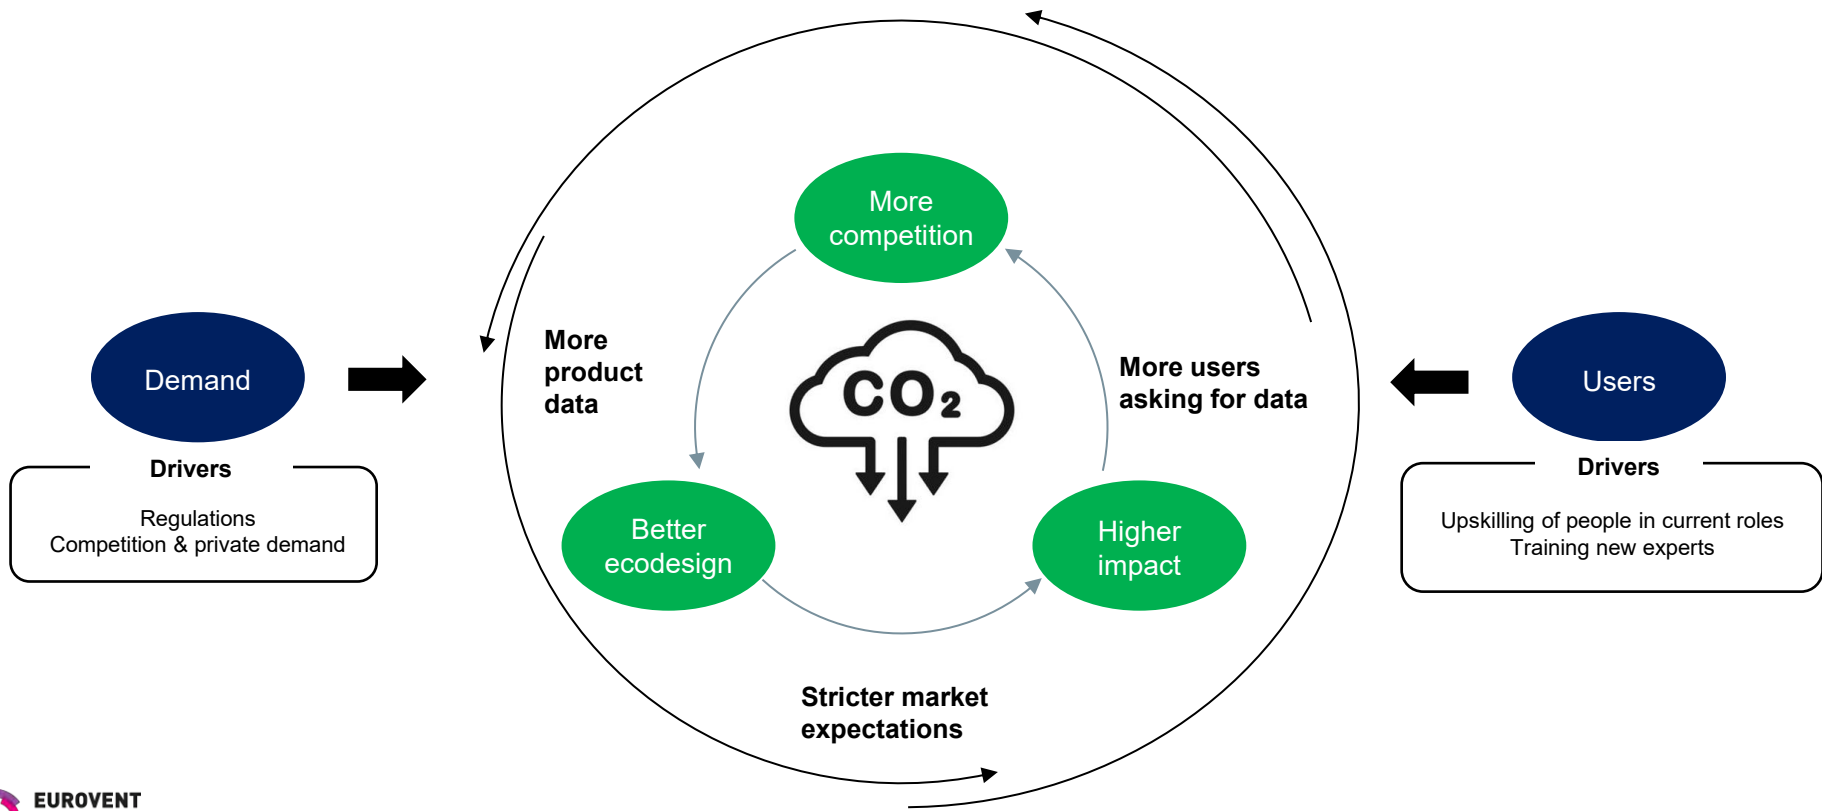 More
competition
More
product
data
CO2
More users
asking for data
Demand
Users
Drivers
Regulations
Competition & private demand
Drivers
Upskilling of people in current roles
Training new experts
Better
ecodesign
Higher
impact
Stricter market
expectations
EUROVENT